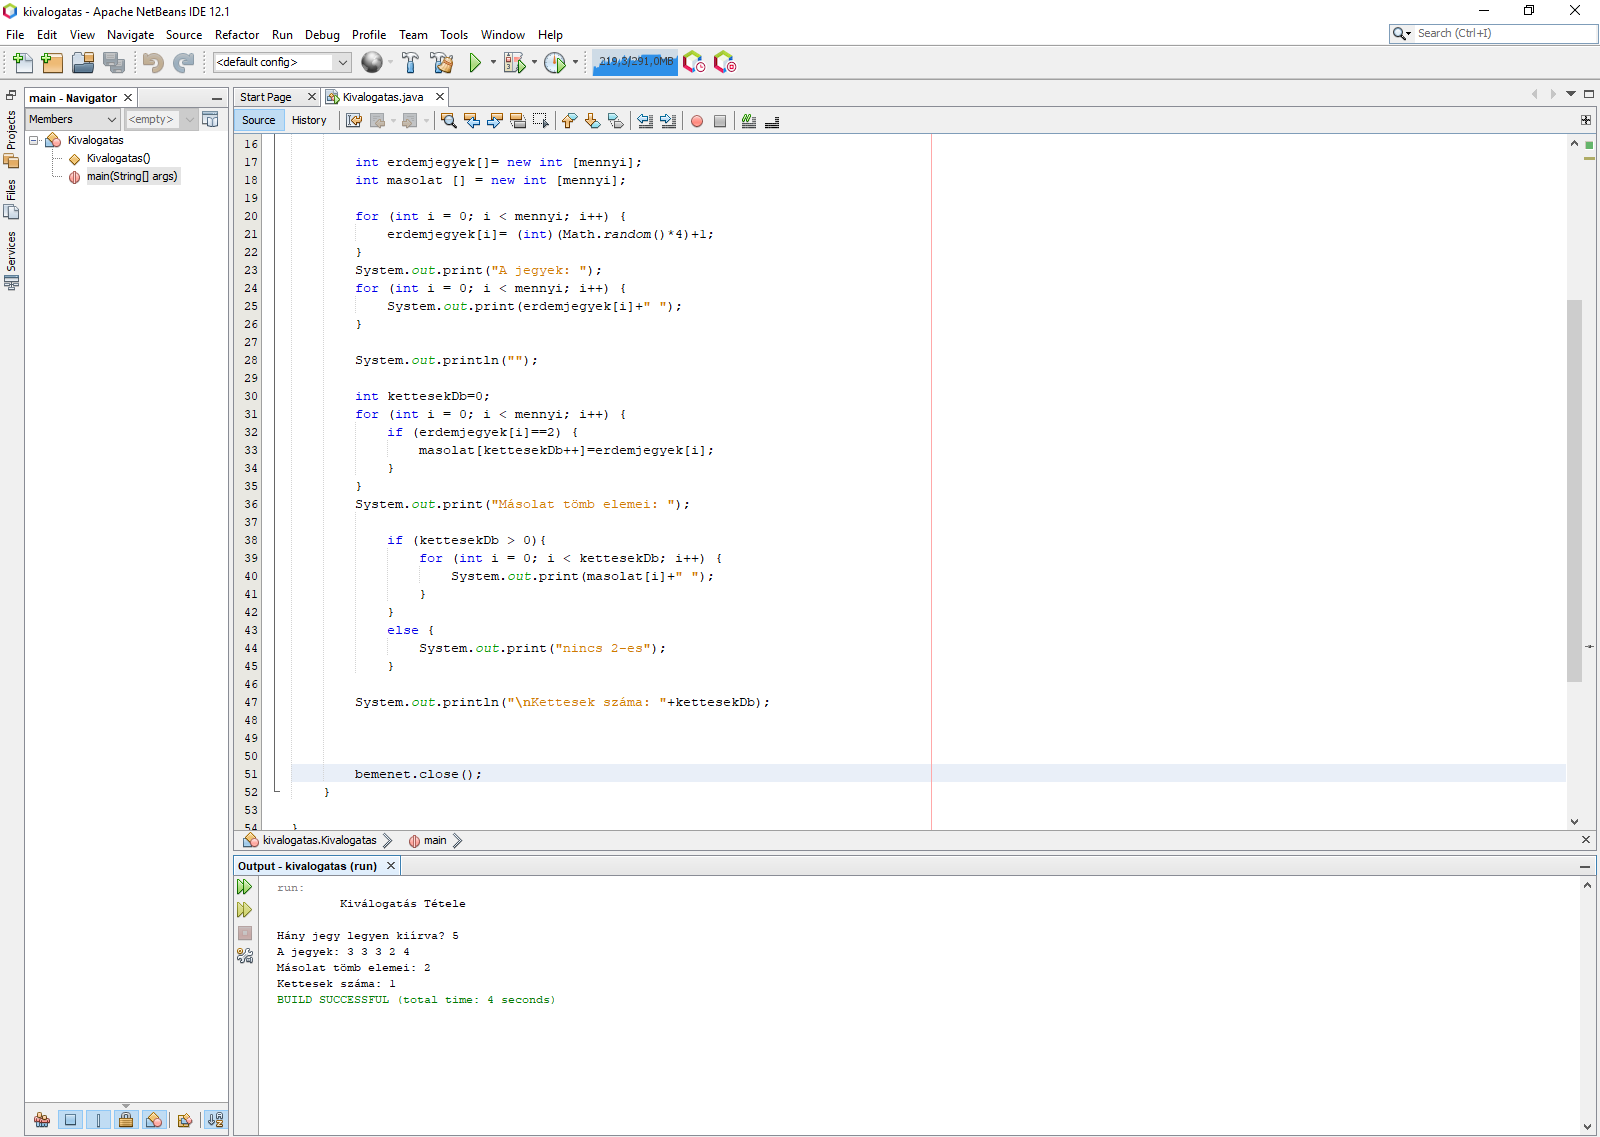 kivalogatas - Apache NetBeans IDE 12.1
File Edit View Navigate Source Refactor Run Debug Profile Team Tools Window Help
Search (Ctrl+I)
<default config>
219,3/291,0MB
Projects
Files
Services
main - Navigator
Members
<empty>
Kivalogatas
Kivalogatas()
main(String[] args)
Start Page
Kivalogatas.java
Source History
16
17 int erdemjegyek[]= new int [mennyi];
18 int masolat [] = new int [mennyi];
19
20 for (int i = 0; i < mennyi; i++) {
21 erdemjegyek[i]= (int)(Math.random()*4)+1;
22 }
23 System.out.print("A jegyek: ");
24 for (int i = 0; i < mennyi; i++) {
25 System.out.print(erdemjegyek[i]+" ");
26 }
27
28 System.out.println("");
29
30 int kettesekDb=0;
31 for (int i = 0; i < mennyi; i++) {
32 if (erdemjegyek[i]==2) {
33 masolat[kettesekDb++]=erdemjegyek[i];
34 }
35 }
36 System.out.print("Másolat tömb elemei: ");
37
38 if (kettesekDb > 0){
39 for (int i = 0; i < kettesekDb; i++) {
40 System.out.print(masolat[i]+" ");
41 }
42 }
43 else {
44 System.out.print("nincs 2-es");
45 }
46
47 System.out.println("\nKettesek száma: "+kettesekDb);
48
49
50
51 bemenet.close();
52 }
53
54 }
kivalogatas.Kivalogatas
main
Output - kivalogatas (run)
run:
Kiválogatás Tétele
Hány jegy legyen kiírva? 5
A jegyek: 3 3 3 2 4
Másolat tömb elemei: 2
Kettesek száma: 1
BUILD SUCCESSFUL (total time: 4 seconds)